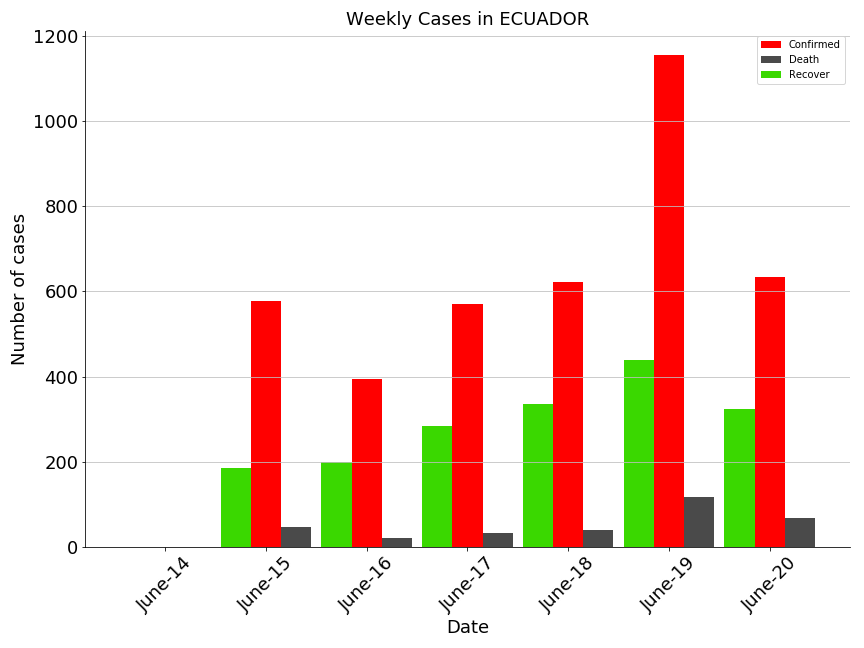 Weekly Cases in ECUADOR
Confirmed
Death
Recover
Number of cases
1200
1000
800
600
400
200
0
June-14
June-15
June-16
June-17
June-18
June-19
June-20
Date